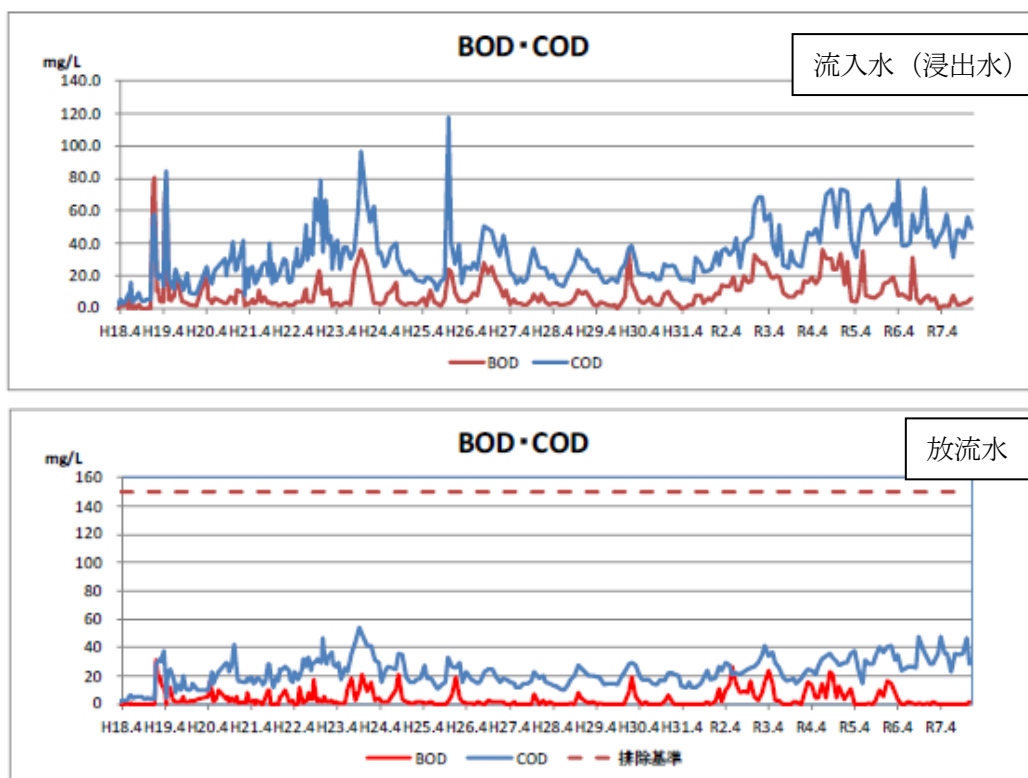 BOD・COD
流入水（浸出水）
mg/L
140.0
120.0
100.0
80.0
60.0
40.0
20.0
0.0
H18.4 H19.4 H20.4 H21.4 H22.4 H23.4 H24.4 H25.4 H26.4 H27.4 H28.4 H29.4 H30.4 H31.4 R2.4 R3.4 R4.4 R5.4 R6.4 R7.4
BOD COD
BOD・COD
放流水
mg/L
160
140
120
100
80
60
40
20
0
H18.4 H19.4 H20.4 H21.4 H22.4 H23.4 H24.4 H25.4 H26.4 H27.4 H28.4 H29.4 H30.4 H31.4 R2.4 R3.4 R4.4 R5.4 R6.4 R7.4
BOD COD 排除基準